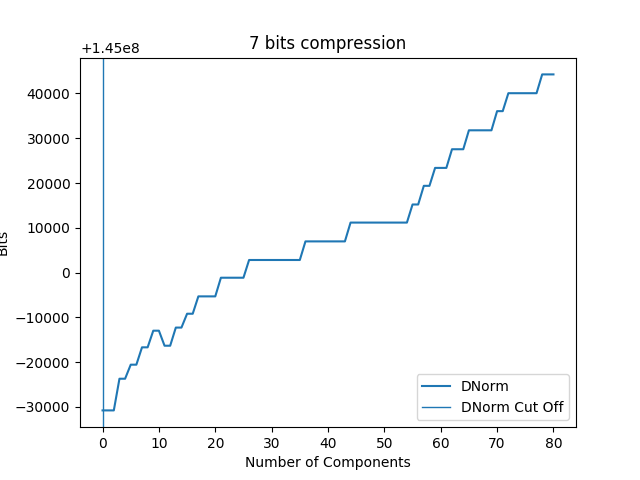 7 bits compression
+1.45e8
40000
30000
20000
10000
0
−10000
−20000
−30000
Bits
0 10 20 30 40 50 60 70 80
Number of Components
DNorm
DNorm Cut Off